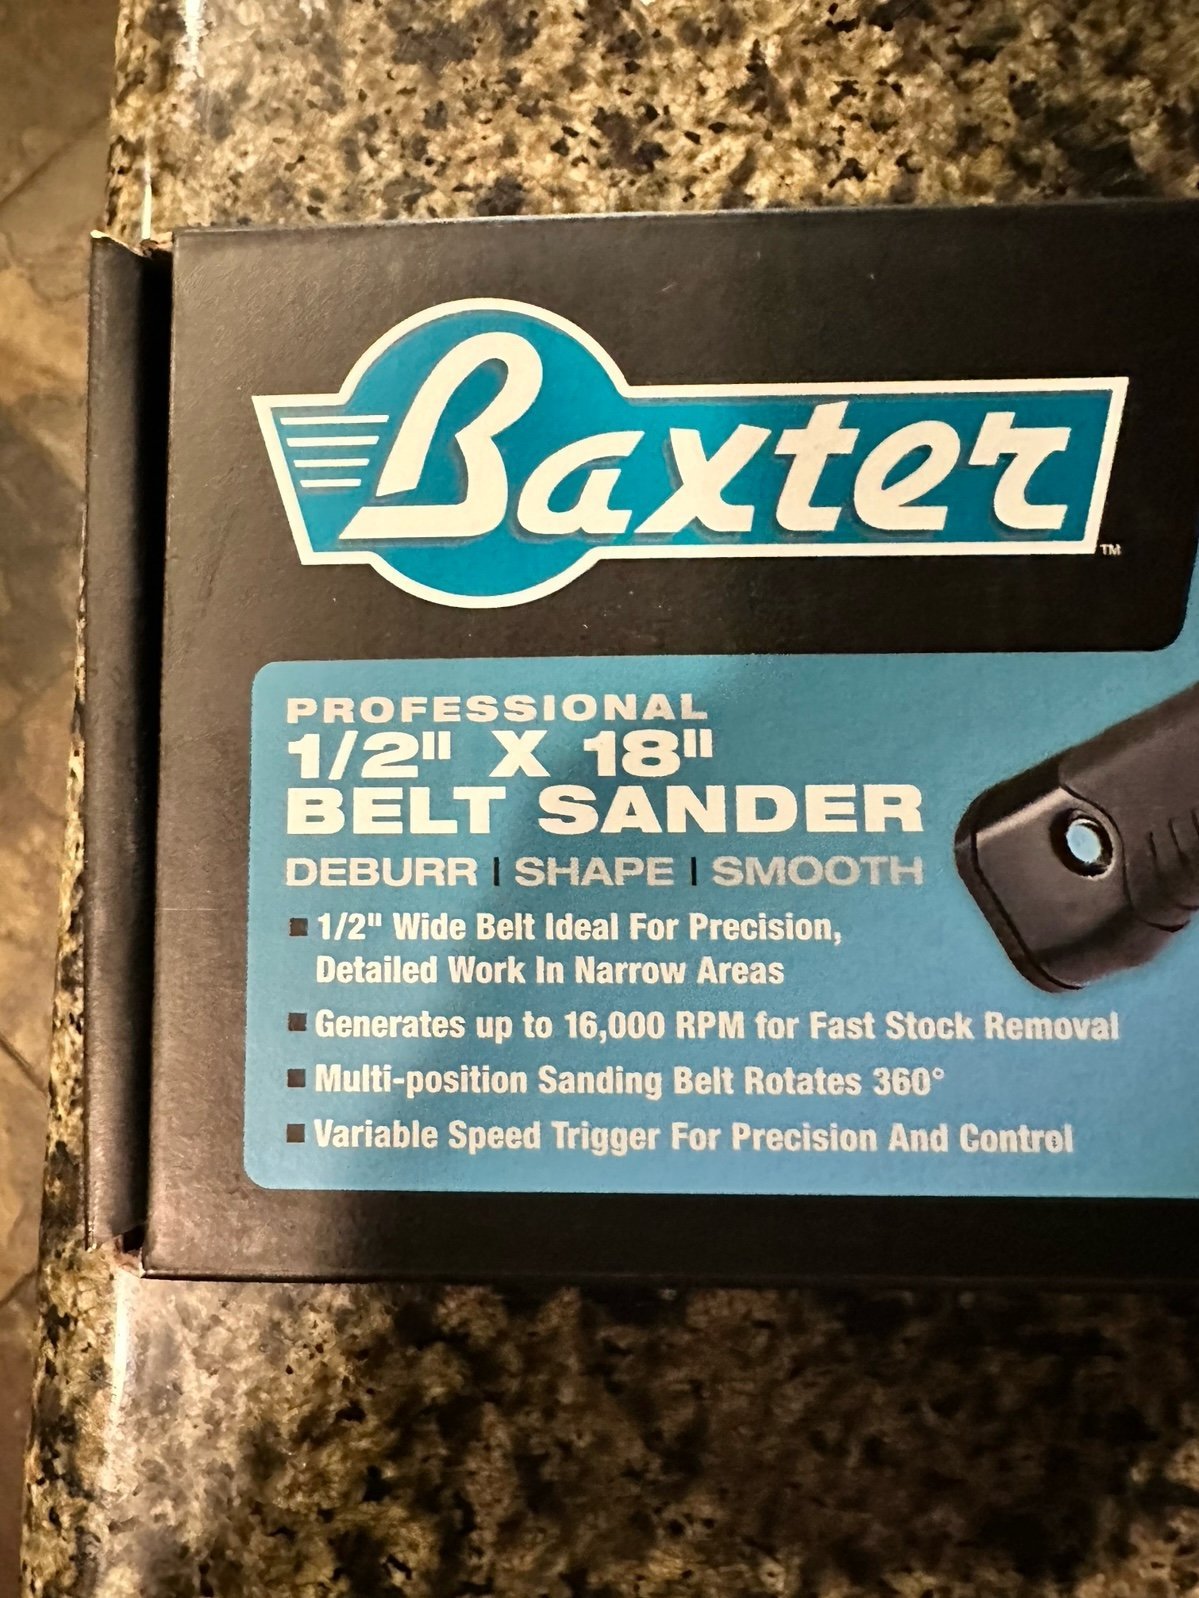 Baxter
TM
PROFESSIONAL
1/2" X 18"
BELT SANDER
DEBURR | SHAPE | SMOOTH
■ 1/2" Wide Belt Ideal For Precision,
Detailed Work In Narrow Areas
■ Generates up to 16,000 RPM for Fast Stock Removal
■ Multi-position Sanding Belt Rotates 360°
■ Variable Speed Trigger For Precision And Control